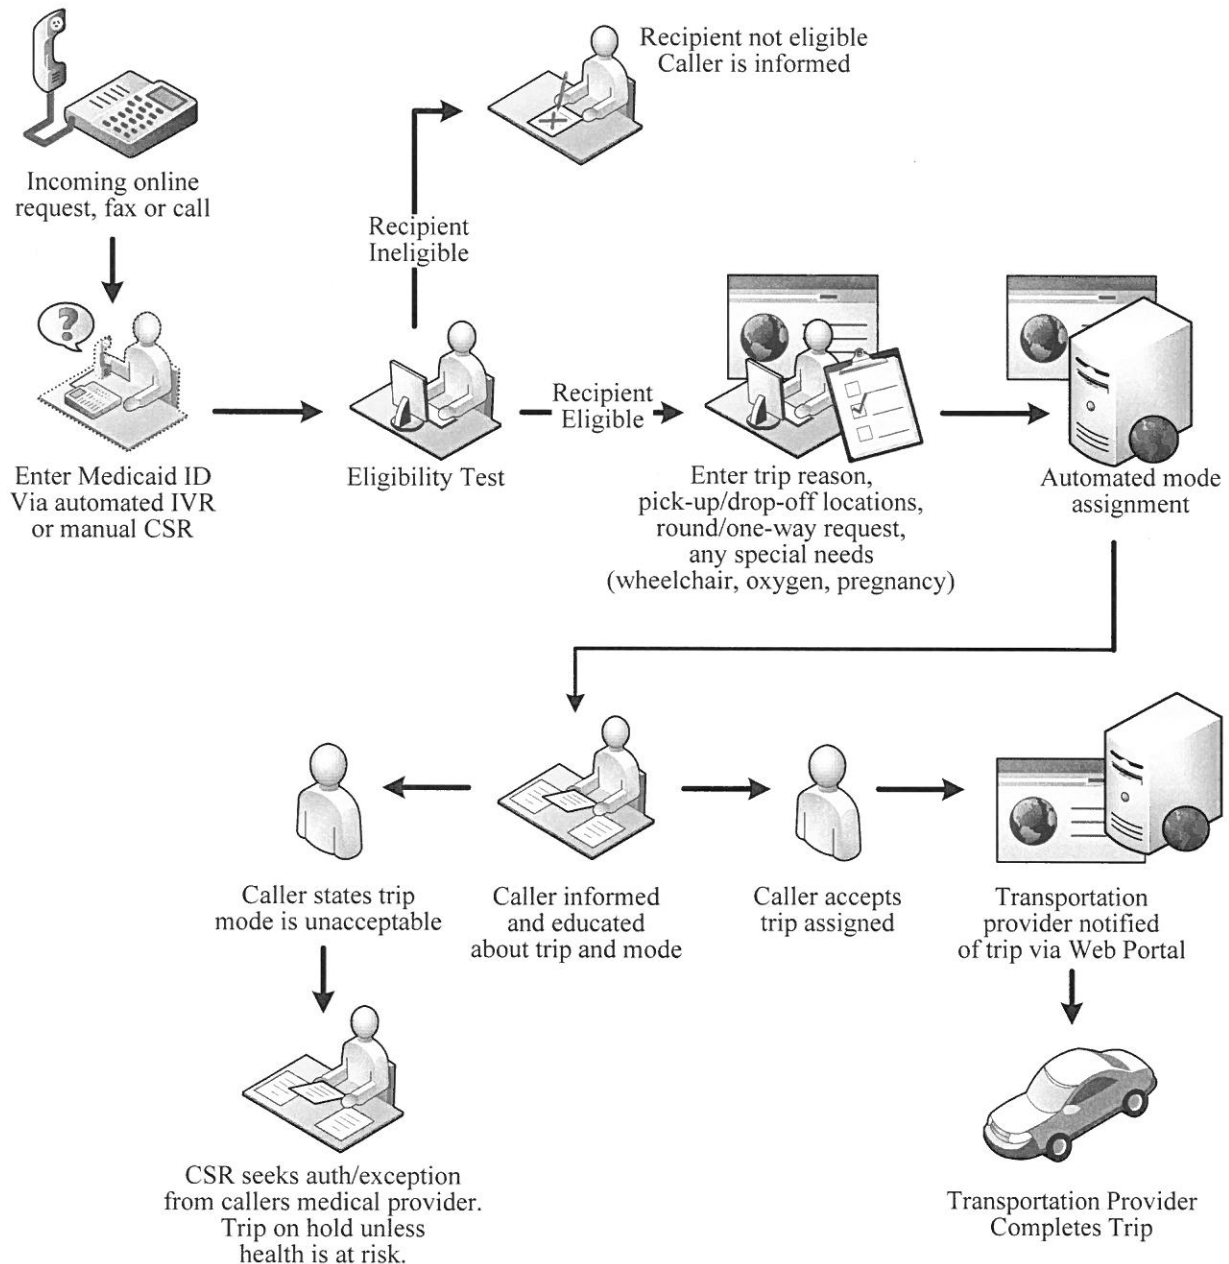 Recipient not eligible
Caller is informed
Incoming online
request, fax or call
Recipient
Ineligible
?
Recipient
Eligible
Enter Medicaid ID
Via automated IVR
or manual CSR
Eligibility Test
Enter trip reason,
pick-up/drop-off locations,
round/one-way request,
any special needs
(wheelchair, oxygen, pregnancy)
Automated mode
assignment
Caller states trip
mode is unacceptable
Caller informed
and educated
about trip and mode
Caller accepts
trip assigned
Transportation
provider notified
of trip via Web Portal
CSR seeks auth/exception
from callers medical provider.
Trip on hold unless
health is at risk.
Transportation Provider
Completes Trip